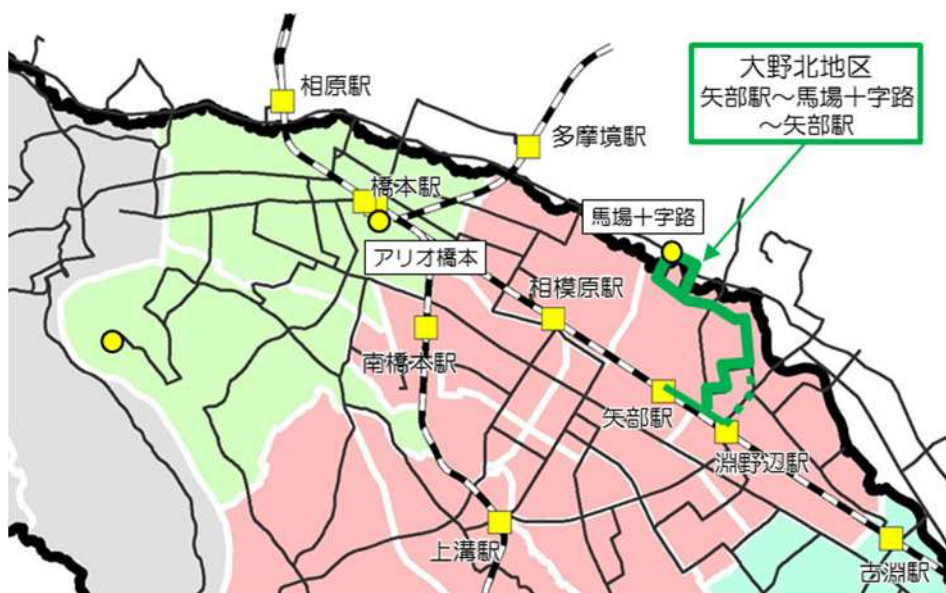 大野北地区
矢部駅~馬場十字路
~矢部駅
相原駅
多摩境駅
橋本駅
馬場十字路
アリオ橋本
相模原駅
南橋本駅
矢部駅
淵野辺駅
上溝駅
古淵駅